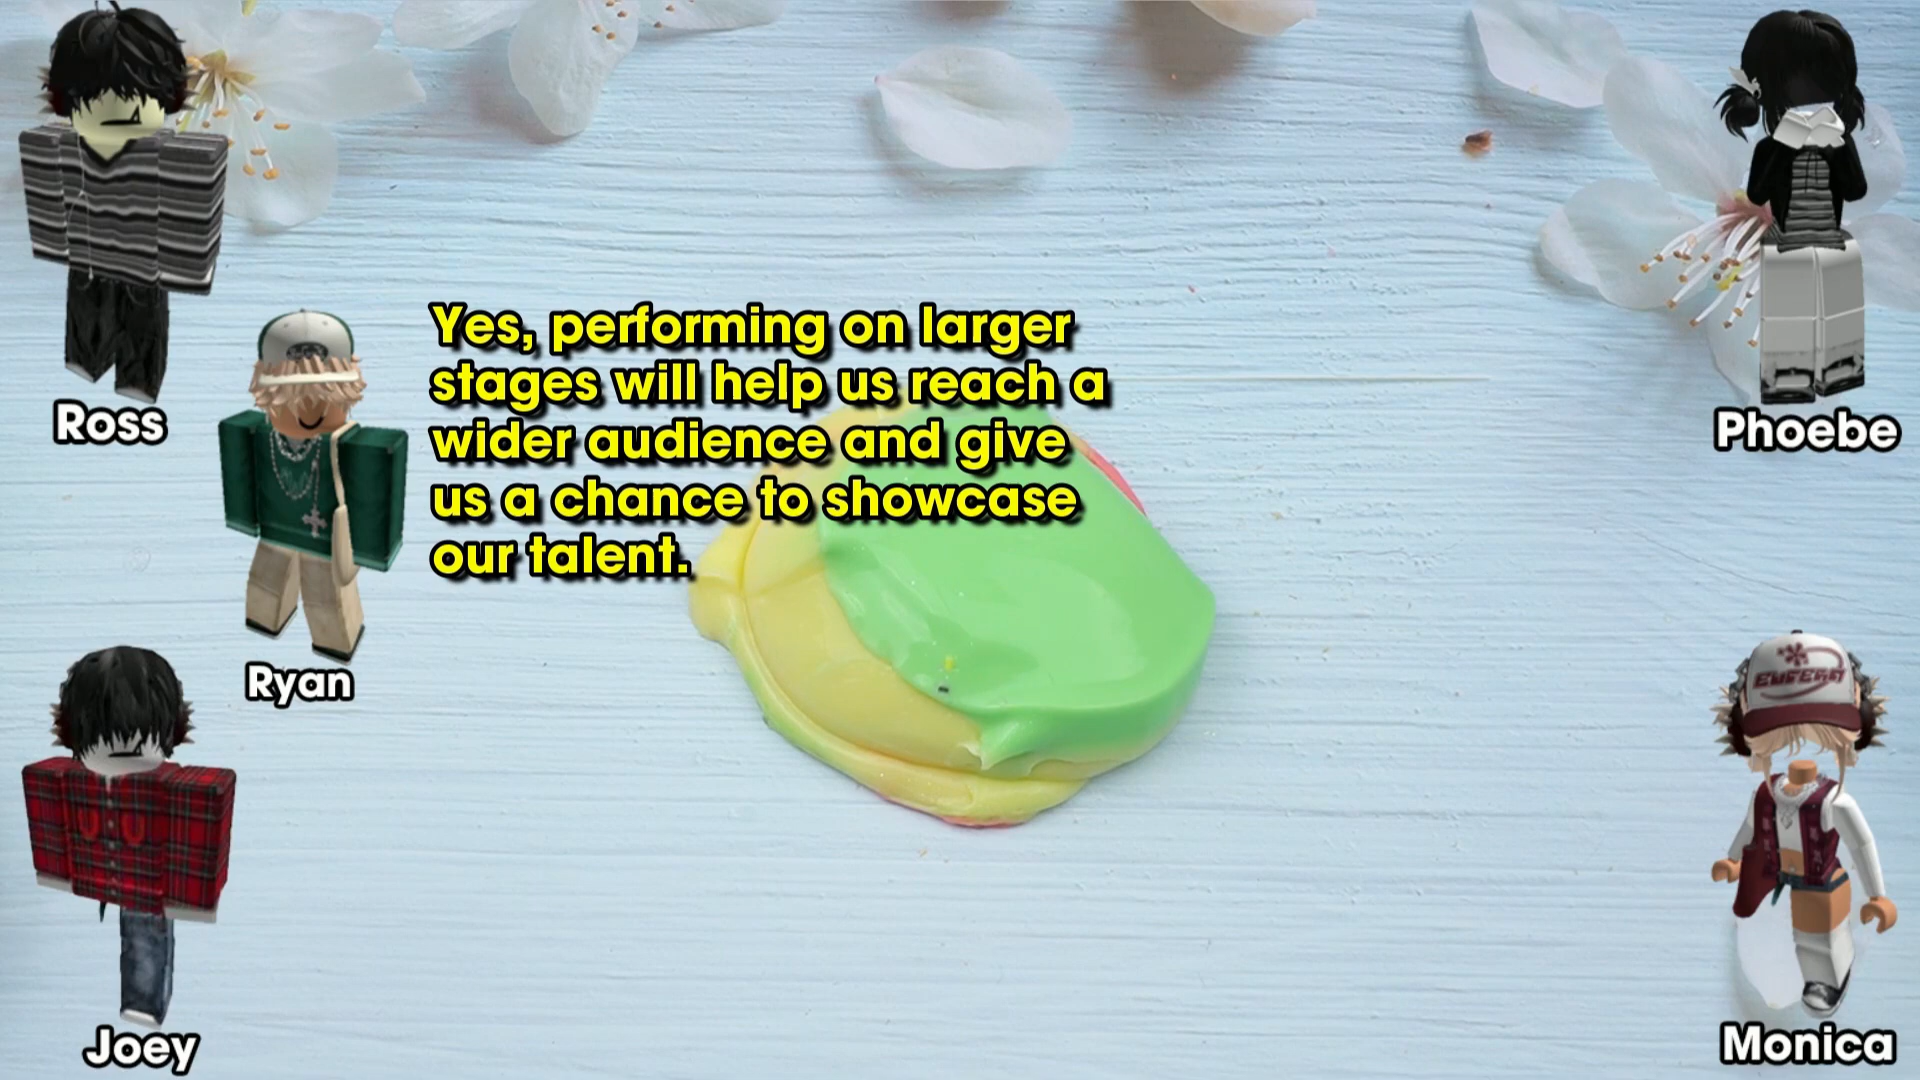 Ross
Phoebe
Yes, performing on larger
stages will help us reach a
wider audience and give
us a chance to showcase
our talent.
Ryan
Joey
Monica